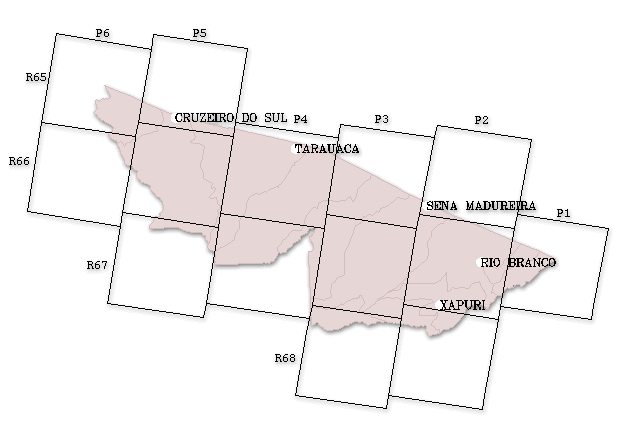 P6
P5
R65
CRUZEIRO DO SUL
P4
P3
P2
TARAUACA
R66
SENA MADUREIRA
P1
R67
RIO BRANCO
XAPURI
R68